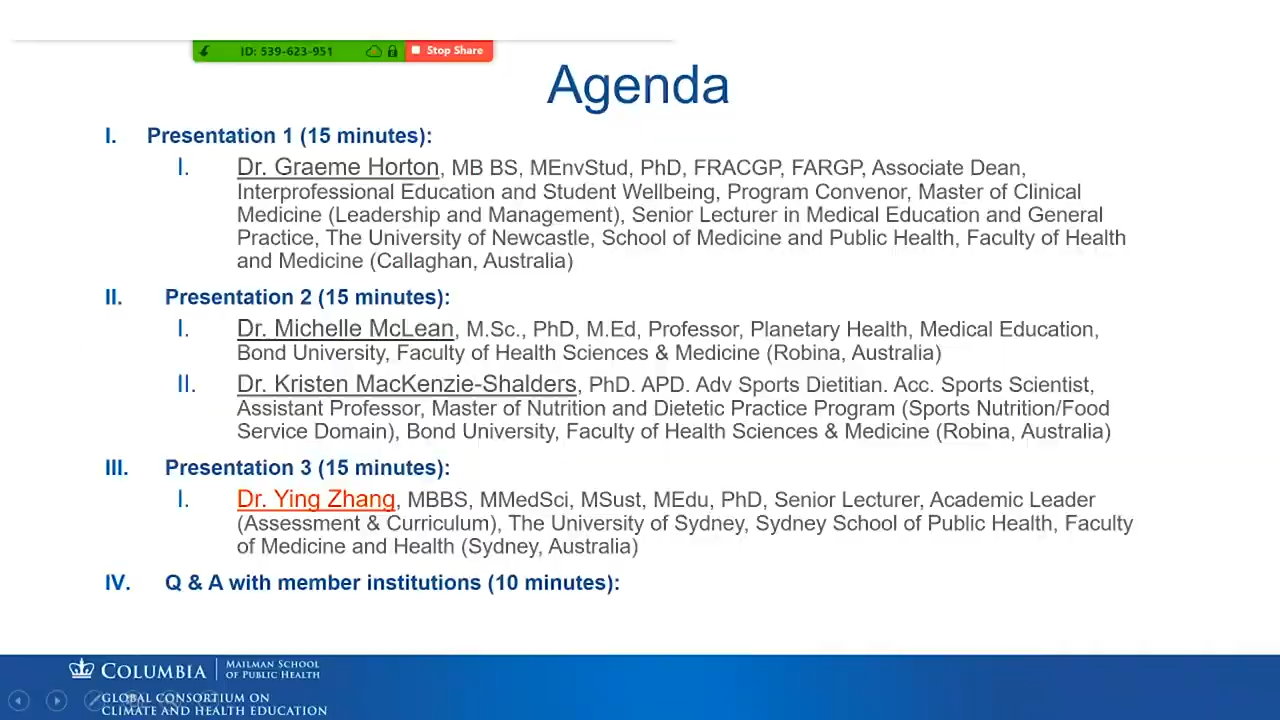 ID: 539-623-951 Stop Share
Agenda
I. Presentation 1 (15 minutes):
I. Dr. Graeme Horton, MB BS, MEnvStud, PhD, FRACGP, FARGP, Associate Dean,
Interprofessional Education and Student Wellbeing, Program Convenor, Master of Clinical
Medicine (Leadership and Management), Senior Lecturer in Medical Education and General
Practice, The University of Newcastle, School of Medicine and Public Health, Faculty of Health
and Medicine (Callaghan, Australia)
II. Presentation 2 (15 minutes):
I. Dr. Michelle McLean, M.Sc., PhD, M.Ed, Professor, Planetary Health, Medical Education,
Bond University, Faculty of Health Sciences & Medicine (Robina, Australia)
II. Dr. Kristen MacKenzie-Shalders, PhD. APD. Adv Sports Dietitian. Acc. Sports Scientist,
Assistant Professor, Master of Nutrition and Dietetic Practice Program (Sports Nutrition/Food
Service Domain), Bond University, Faculty of Health Sciences & Medicine (Robina, Australia)
III. Presentation 3 (15 minutes):
I. Dr. Ying Zhang, MBBS, MMedSci, MSust, MEdu, PhD, Senior Lecturer, Academic Leader
(Assessment & Curriculum), The University of Sydney, Sydney School of Public Health, Faculty
of Medicine and Health (Sydney, Australia)
IV. Q & A with member institutions (10 minutes):
COLUMBIA
MAILMAN SCHOOL
OF PUBLIC HEALTH
GLOBAL CONSORTIUM ON
CLIMATE AND HEALTH EDUCATION